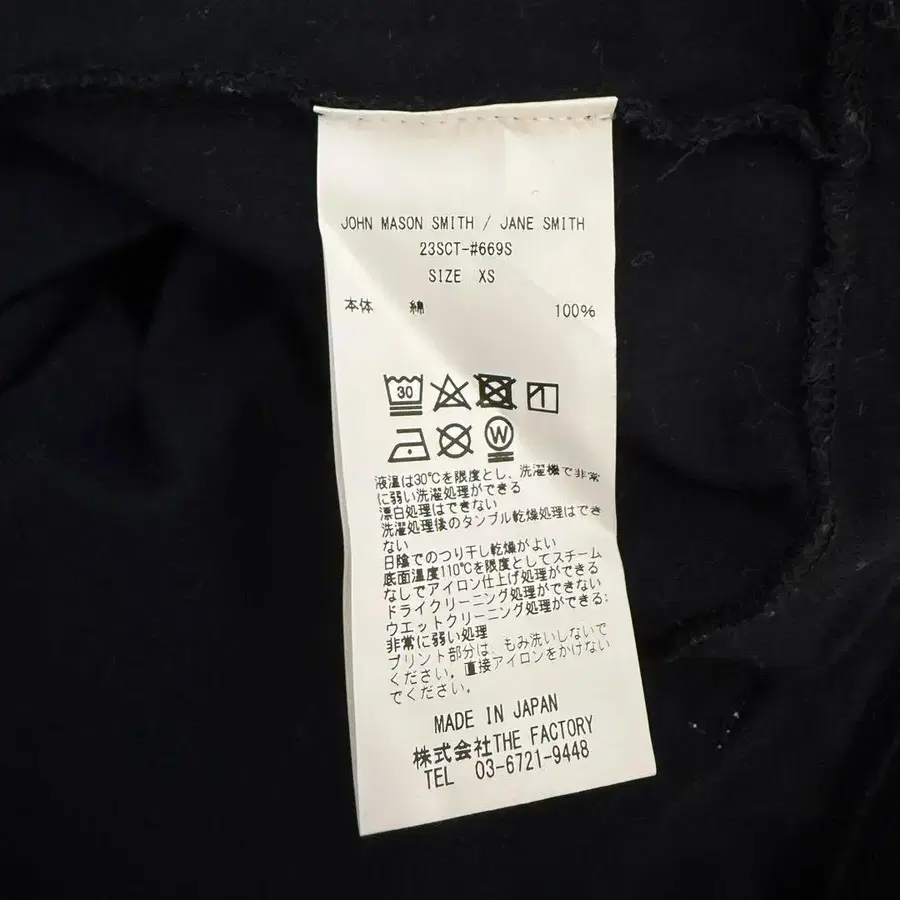 JOHN MASON SMITH / JANE SMITH
23SCT-#669S
SIZE XS
本体 綿 100%
30
W
液温は30℃を限度とし、洗濯機で非常
に弱い洗濯処理ができる
漂白処理はできない
洗濯処理後のタンブル乾燥処理はでき
ない
日陰でのつり干し乾燥がよい
底面温度110℃を限度としてスチーム
なしでアイロン仕上げ処理ができる
ドライクリーニング処理ができない
ウエットクリーニング処理ができる:
非常に弱い処理
プリント部分は、もみ洗いしないで
ください。直接アイロンをかけない
でください。
MADE IN JAPAN
株式会社THE FACTORY
TEL 03-6721-9448